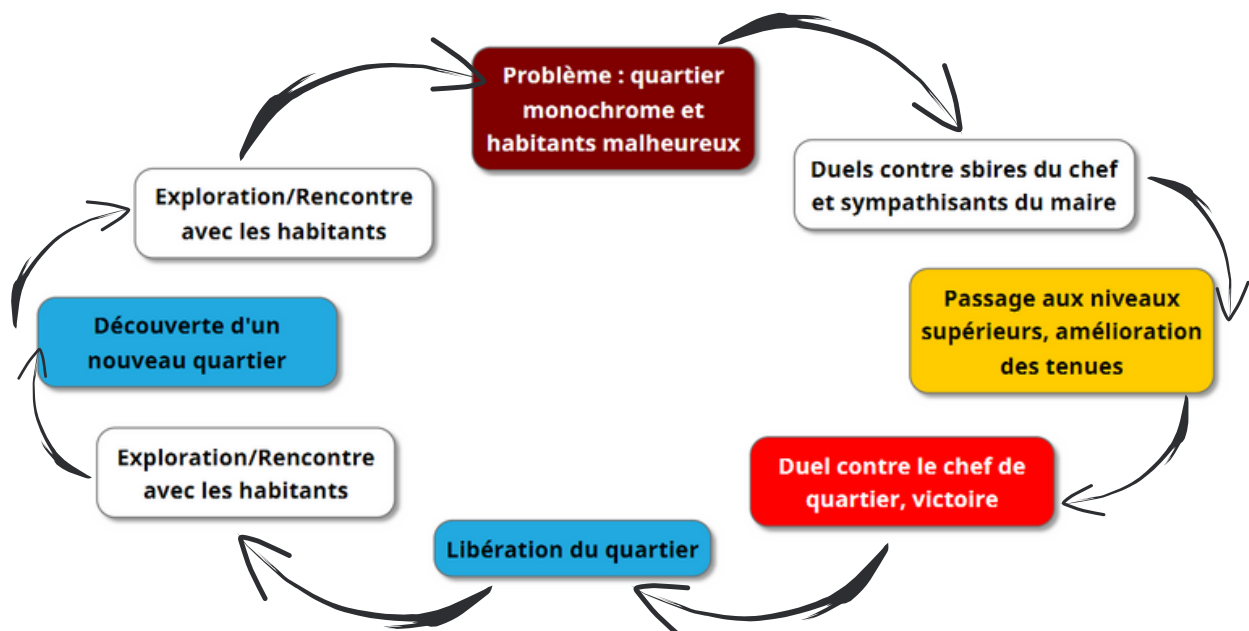 Problème : quartier
monochrome et
habitants malheureux
Duels contre sbires du chef
et sympathisants du maire
Passage aux niveaux
supérieurs, amélioration
des tenues
Duel contre le chef de
quartier, victoire
Libération du quartier
Exploration/Rencontre
avec les habitants
Découverte d'un
nouveau quartier
Exploration/Rencontre
avec les habitants